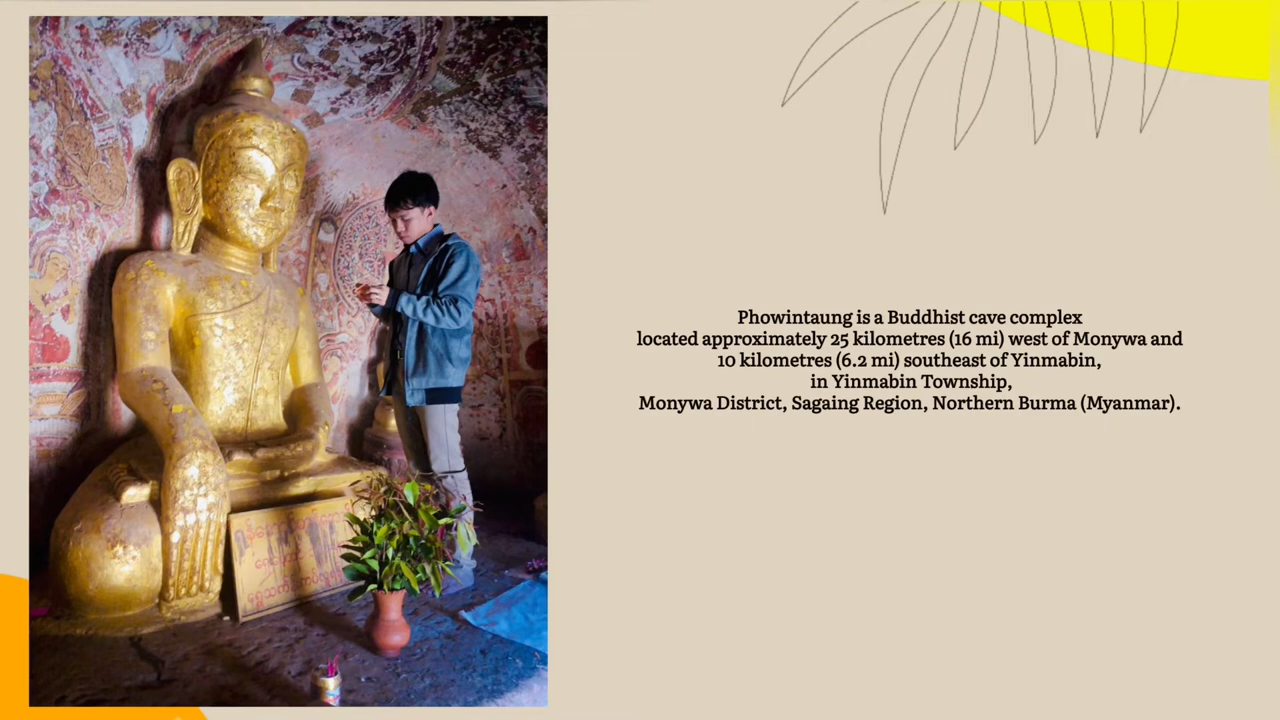 Phowintaung is a Buddhist cave complex
located approximately 25 kilometres (16 mi) west of Monywa and
10 kilometres (6.2 mi) southeast of Yinmabin,
in Yinmabin Township,
Monywa District, Sagaing Region, Northern Burma (Myanmar).